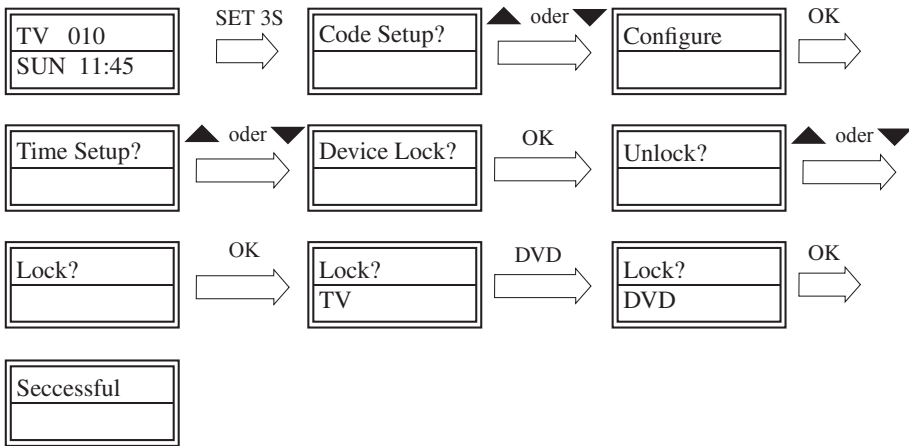 TV 010
SUN 11:45
SET 3S
Code Setup?
▲ oder ▼
Configure
OK
Time Setup?
▲ oder ▼
Device Lock?
OK
Unlock?
▲ oder ▼
Lock?
OK
Lock?
TV
DVD
Lock?
DVD
OK
Seccessful